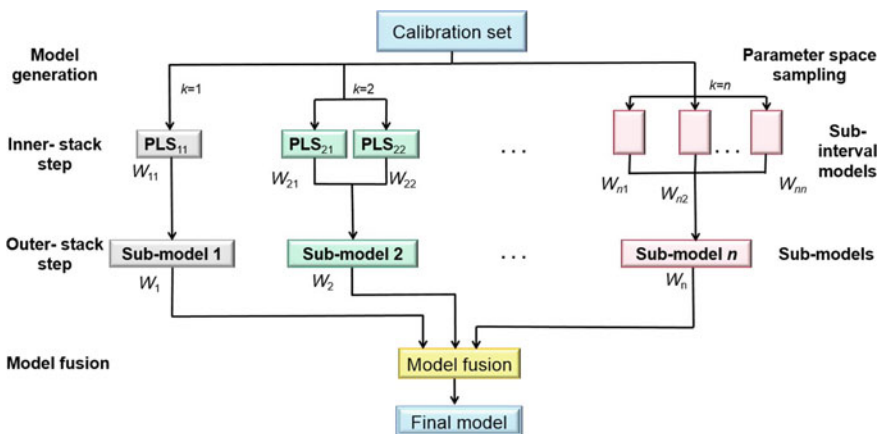 Calibration set
Model
generation
Parameter space
sampling
k=1
k=2
k=n
Inner- stack
step
PLS11
PLS21
PLS22
. . .
. . .
Sub-
interval
models
W11
W21
W22
Wn1
Wn2
Wnn
Outer- stack
step
Sub-model 1
Sub-model 2
. . .
Sub-model n
Sub-models
W1
W2
Wn
Model fusion
Model fusion
Final model